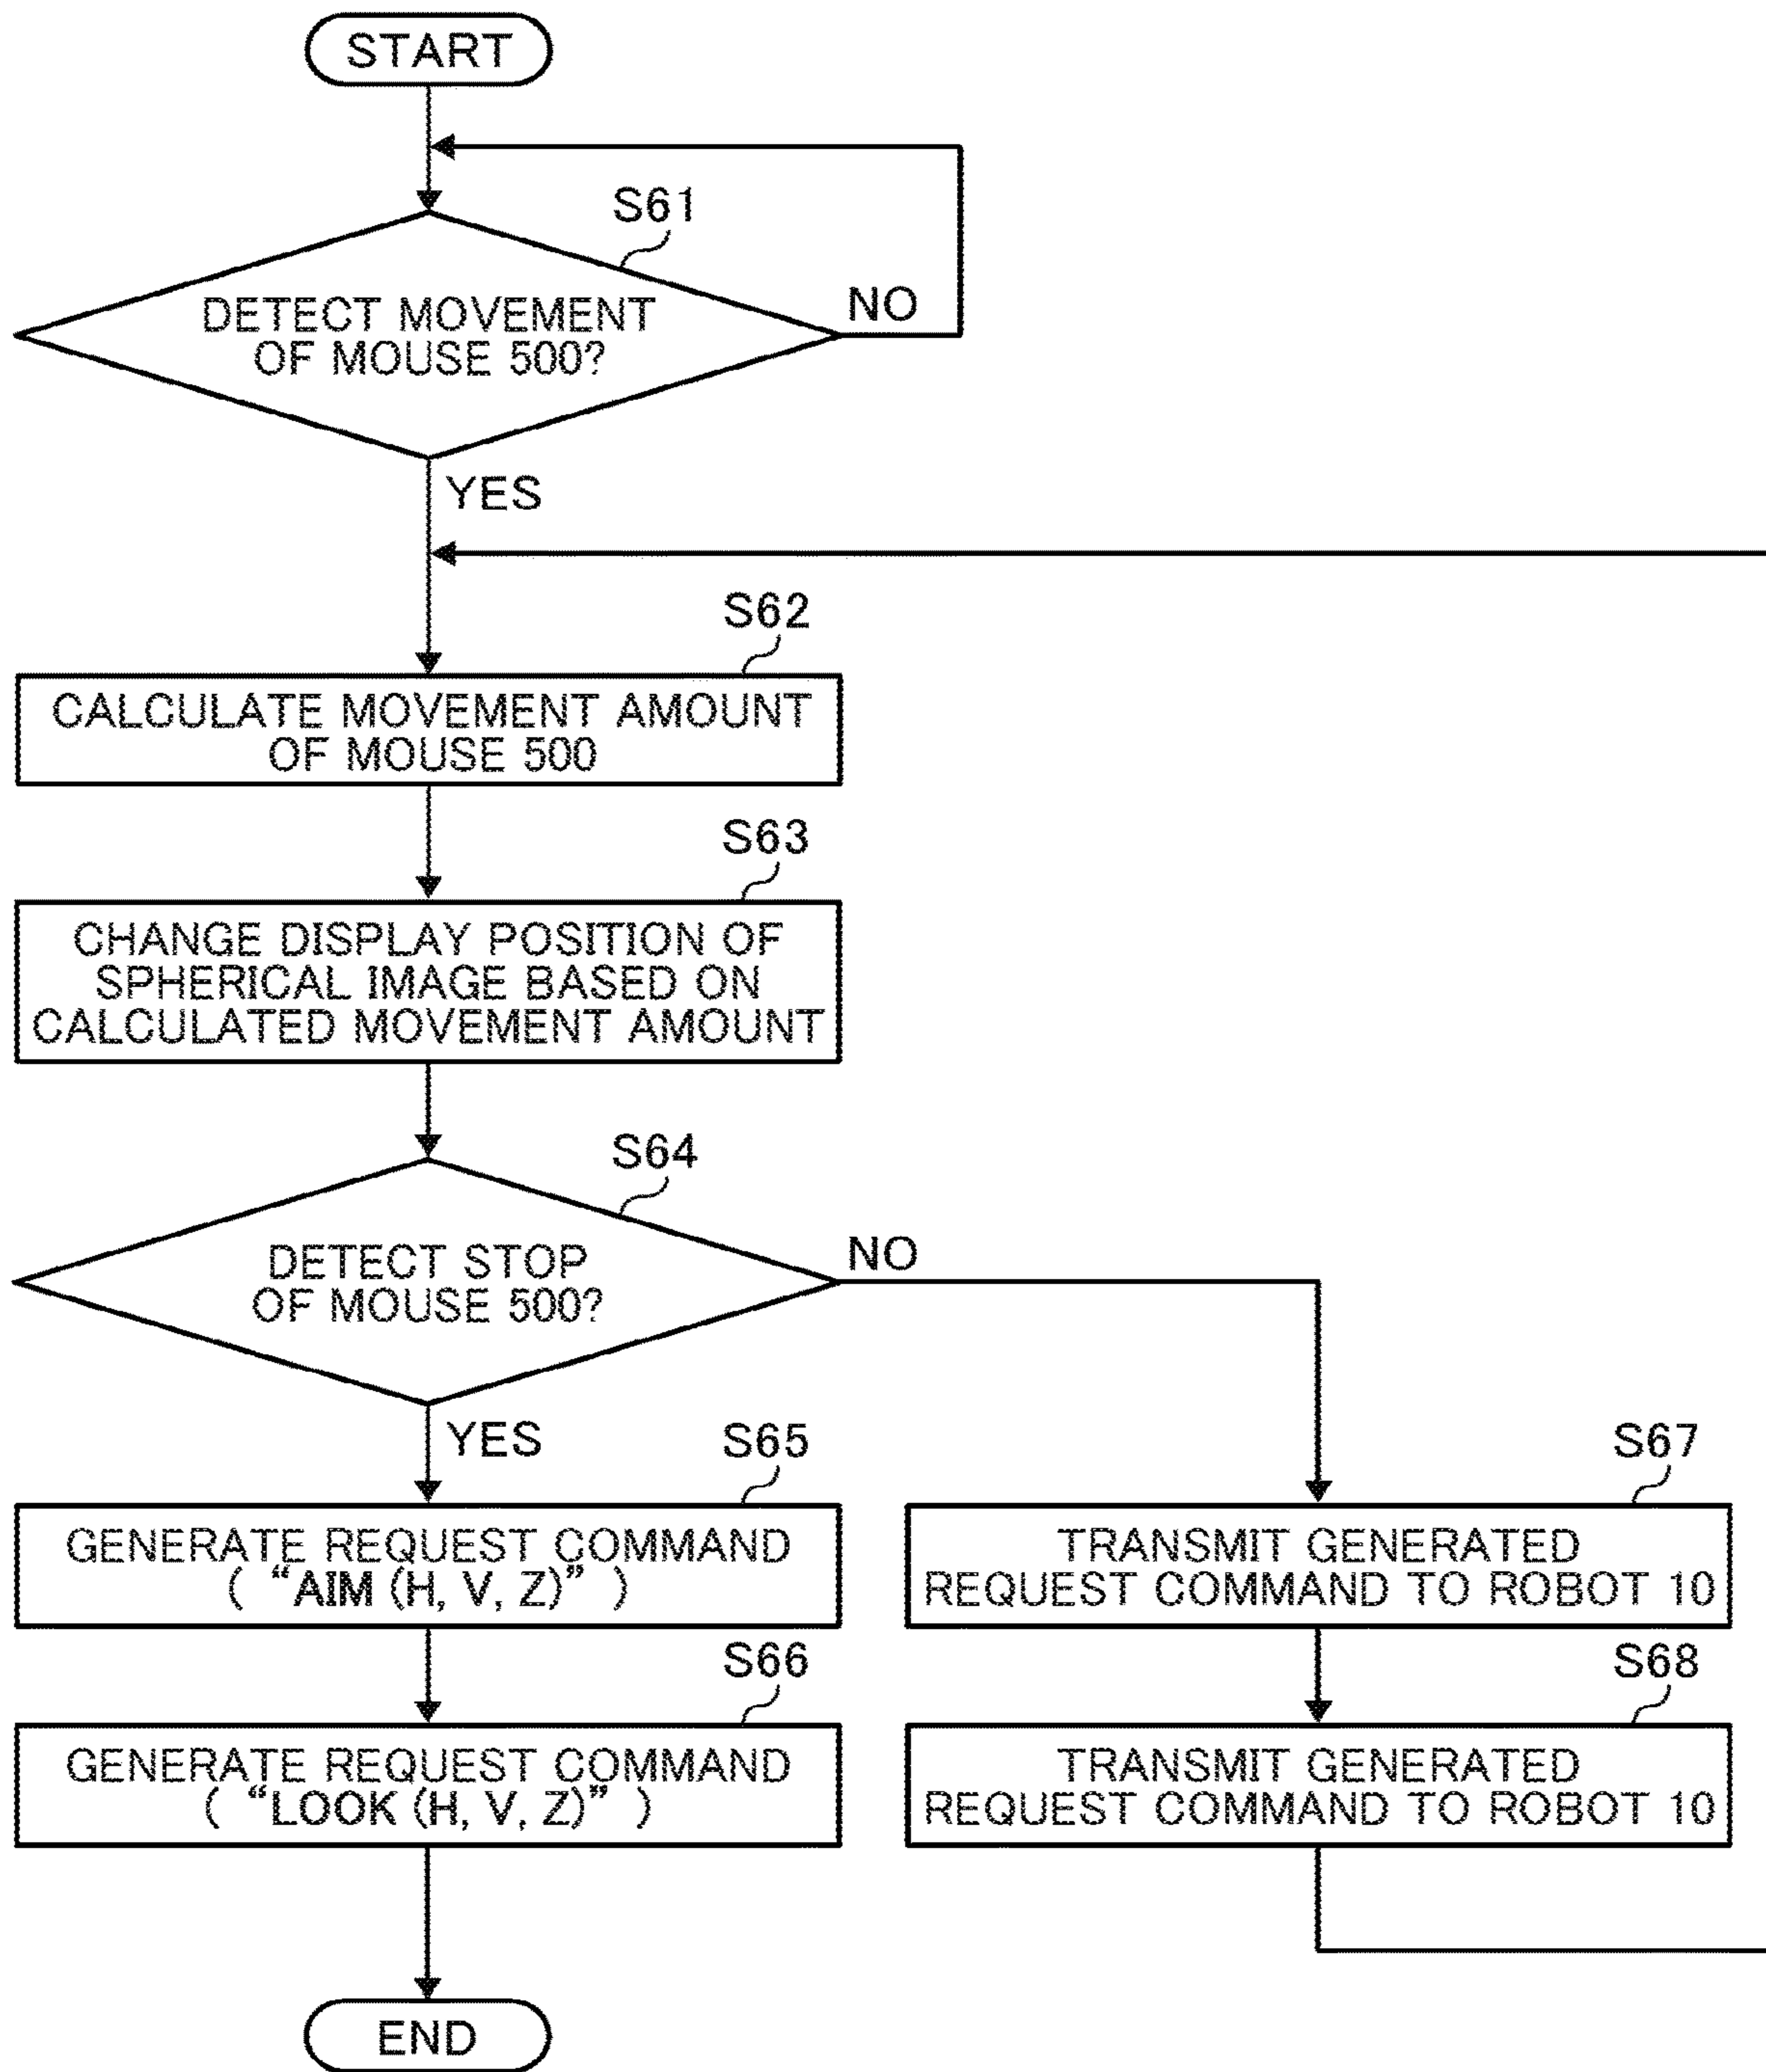 START
S61
DETECT MOVEMENT
OF MOUSE 500?
NO
YES
S62
CALCULATE MOVEMENT AMOUNT
OF MOUSE 500
S63
CHANGE DISPLAY POSITION OF
SPHERICAL IMAGE BASED ON
CALCULATED MOVEMENT AMOUNT
S64
DETECT STOP
OF MOUSE 500?
NO
YES
S65
GENERATE REQUEST COMMAND
( “AIM (H, V, Z)” )
S66
GENERATE REQUEST COMMAND
( “LOOK (H, V, Z)” )
S67
TRANSMIT GENERATED
REQUEST COMMAND TO ROBOT 10
S68
TRANSMIT GENERATED
REQUEST COMMAND TO ROBOT 10
END